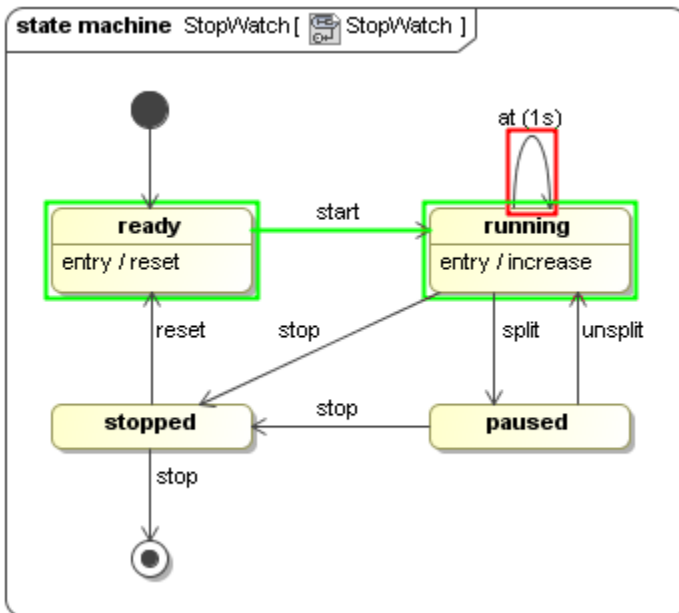 state machine StopWatch [ StopWatch ]
at (1s)
ready
entry / reset
start
running
entry / increase
reset
stop
split
unsplit
stopped
stop
paused
stop